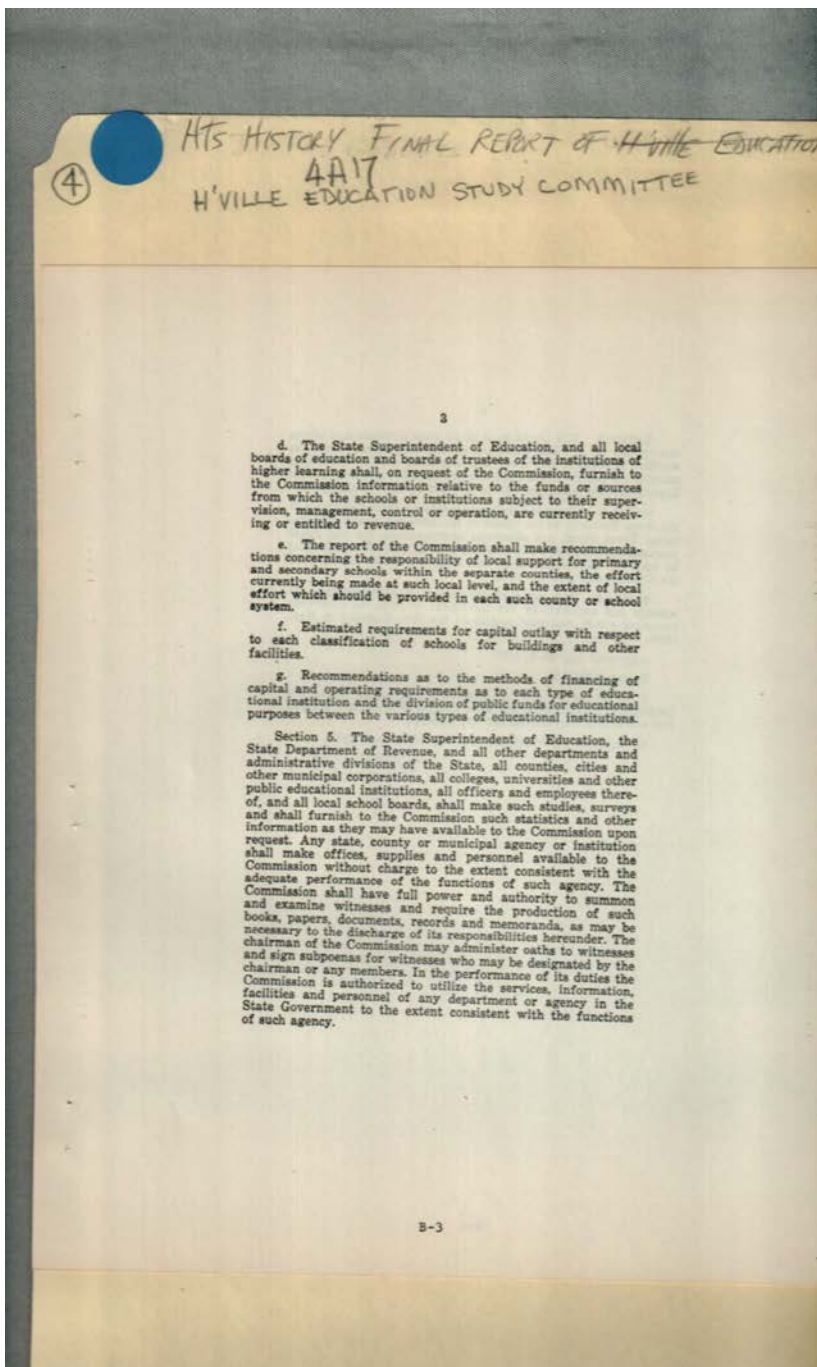 HTS HISTORY FINAL REPORT OF H'ville EDUCATION
4A17
④
H'VILLE EDUCATION STUDY COMMITTEE
3
d. The State Superintendent of Education, and all local
boards of education and boards of trustees of the institutions of
higher learning shall, on request of the Commission, furnish to
the Commission information relative to the funds or sources
from which the schools or institutions subject to their super-
vision, management, control or operation, are currently receiv-
ing or entitled to revenue.
e. The report of the Commission shall make recommenda-
tions concerning the responsibility of local support for primary
and secondary schools within the separate counties, the effort
currently being made at such local level, and the extent of local
effort which should be provided in each such county or school
system.
f. Estimated requirements for capital outlay with respect
to each classification of schools for buildings and other
facilities.
g. Recommendations as to the methods of financing of
capital and operating requirements as to each type of educa-
tional institution and the division of public funds for educational
purposes between the various types of educational institutions.
Section 5. The State Superintendent of Education, the
State Department of Revenue, and all other departments and
administrative divisions of the State, all counties, cities and
other municipal corporations, all colleges, universities and other
public educational institutions, all officers and employees there-
of, and all local school boards, shall make such studies, surveys
and shall furnish to the Commission such statistics and other
information as they may have available to the Commission upon
request. Any state, county or municipal agency or institution
shall make offices, supplies and personnel available to the
Commission without charge to the extent consistent with the
adequate performance of the functions of such agency. The
Commission shall have full power and authority to summon
and examine witnesses and require the production of such
books, papers, documents, records and memoranda, as may be
necessary to the discharge of its responsibilities hereunder. The
chairman of the Commission may administer oaths to witnesses
and sign subpoenas for witnesses who may be designated by the
chairman or any members. In the performance of its duties the
Commission is authorized to utilize the services, information,
facilities and personnel of any department or agency in the
State Government to the extent consistent with the functions
of such agency.
B-3